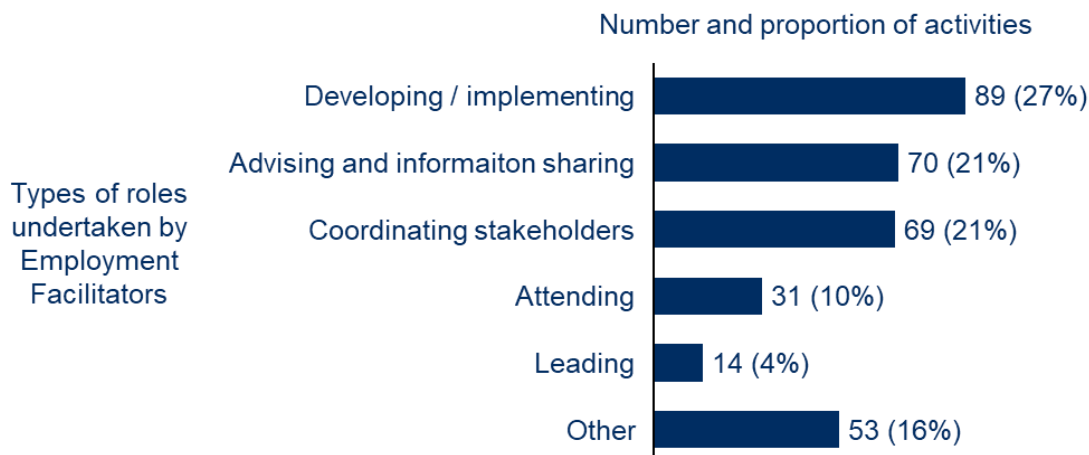 Number and proportion of activities
Types of roles
undertaken by
Employment
Facilitators
Developing / implementing 89 (27%)
Advising and informaiton sharing 70 (21%)
Coordinating stakeholders 69 (21%)
Attending 31 (10%)
Leading 14 (4%)
Other 53 (16%)